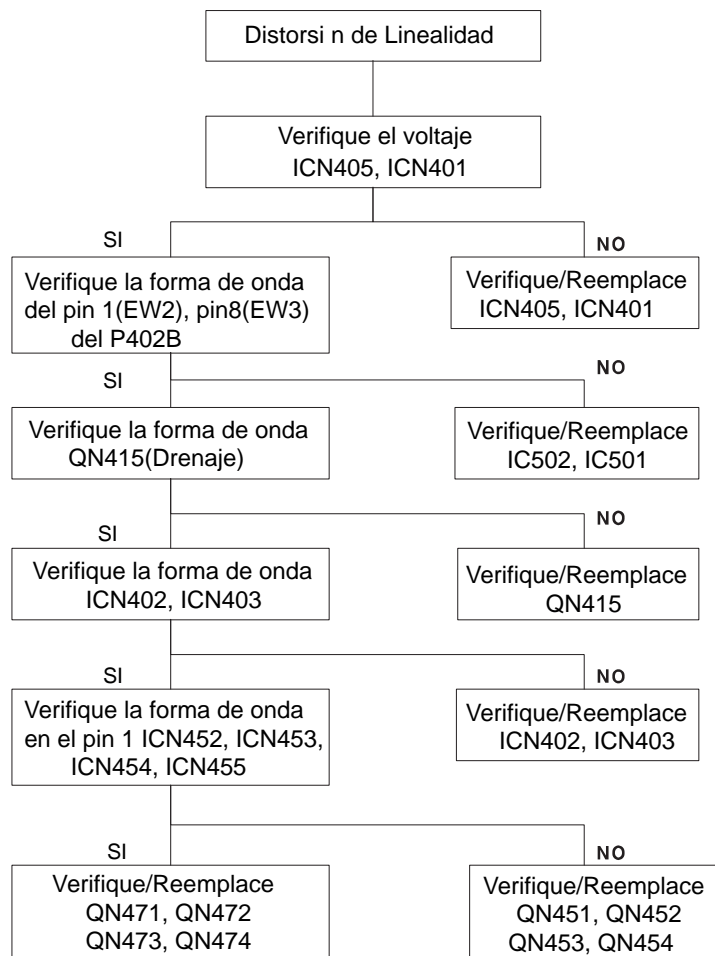 Distorsi n de Linealidad
Verifique el voltaje
ICN405, ICN401
SI
NO
Verifique la forma de onda
del pin 1(EW2), pin8(EW3)
del P402B
Verifique/Reemplace
ICN405, ICN401
SI
NO
Verifique la forma de onda
QN415(Drenaje)
Verifique/Reemplace
IC502, IC501
SI
NO
Verifique la forma de onda
ICN402, ICN403
Verifique/Reemplace
QN415
SI
NO
Verifique la forma de onda
en el pin 1 ICN452, ICN453,
ICN454, ICN455
Verifique/Reemplace
ICN402, ICN403
SI
NO
Verifique/Reemplace
QN471, QN472
QN473, QN474
Verifique/Reemplace
QN451, QN452
QN453, QN454